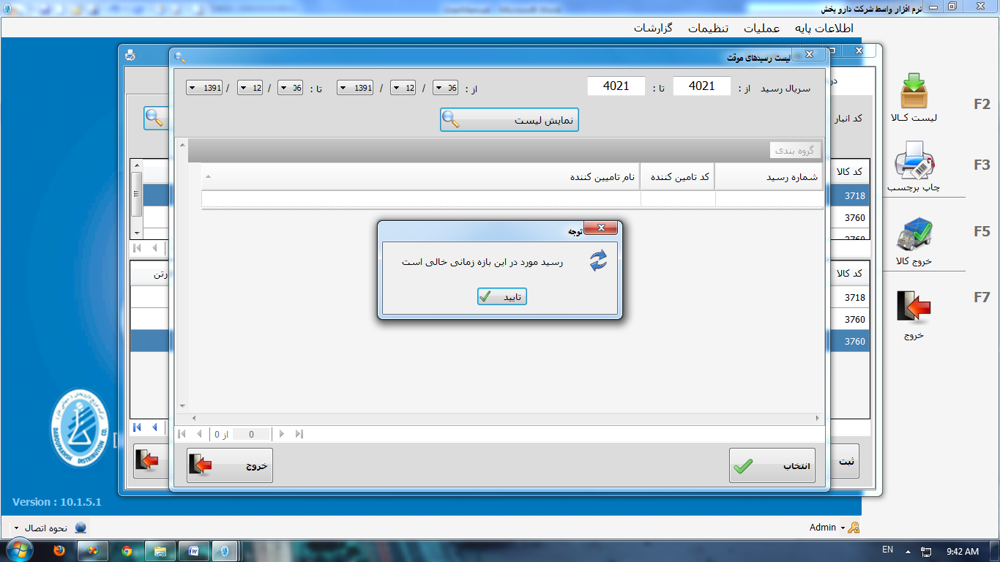 نرم افزار واسط شرکت دارو پخش
اطلاعات پایه عملیات تنظیمات گزارشات
لیست رسیدهای موقت
سریال رسید از : 4021 تا : 4021 از : 06 / 12 / 1391 تا : 06 / 12 / 1391
نمایش لیست
گروه بندی
شماره رسید کد تامین کننده نام تامیین کننده
توجه
رسید مورد در این بازه زمانی خالی است
تایید
0 از 0
انتخاب
خروج
در
کد انبار
کد کالا
3718
3760
3760
کد کالا
رتن
3718
3760
3760
ثبت
لیست کـالا F2
چاپ برچسب F3
خروج کالا F5
خروج F7
DAROUPAKHSH DISTRIBUTION CO.
Version : 10.1.5.1
نحوه اتصال
Admin
EN
9:42 AM